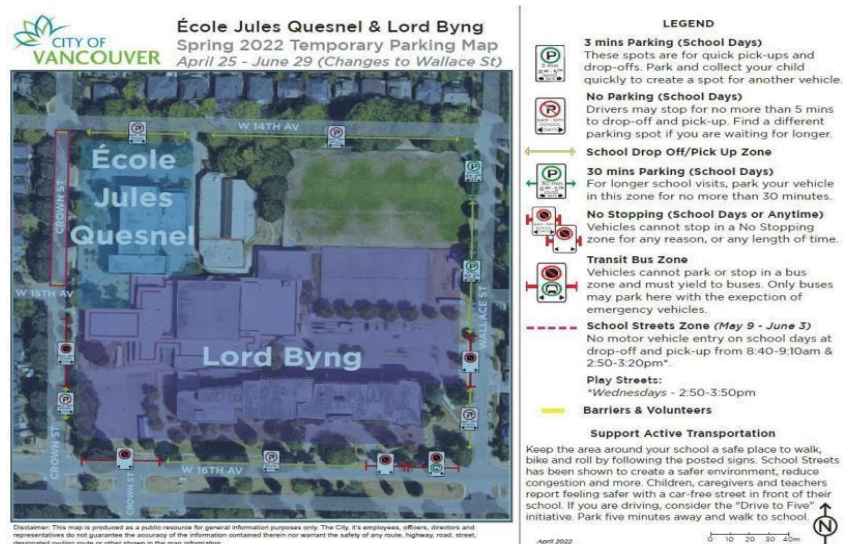 CITY OF
VANCOUVER
École Jules Quesnel & Lord Byng
Spring 2022 Temporary Parking Map
April 25 - June 29 (Changes to Wallace St)
W 14TH AV
École
Jules
Quesnel
CROWN ST
W 15TH AV
WALLACE ST
Lord Byng
CROWN ST
W 16TH AV
CROWN ST
Disclaimer: This map is produced as a public resource for general information purposes only. The City, it's employees, officers, directors and
representatives do not guarantee the accuracy of the information contained therein nor warrant the safety of any route, highway, road, street,
designated cycling route or other shown in the map information.
LEGEND
3 mins Parking (School Days)
These spots are for quick pick-ups and
drop-offs. Park and collect your child
quickly to create a spot for another vehicle.
No Parking (School Days)
Drivers may stop for no more than 5 mins
to drop-off and pick-up. Find a different
parking spot if you are waiting for longer.
School Drop Off/Pick Up Zone
30 mins Parking (School Days)
For longer school visits, park your vehicle
in this zone for no more than 30 minutes.
No Stopping (School Days or Anytime)
Vehicles cannot stop in a No Stopping
zone for any reason, or any length of time.
Transit Bus Zone
Vehicles cannot park or stop in a bus
zone and must yield to buses. Only buses
may park here with the exepction of
emergency vehicles.
School Streets Zone (May 9 - June 3)
No motor vehicle entry on school days at
drop-off and pick-up from 8:40-9:10am &
2:50-3:20pm*.
Play Streets:
*Wednesdays - 2:50-3:50pm
Barriers & Volunteers
Support Active Transportation
Keep the area around your school a safe place to walk,
bike and roll by following the posted signs. School Streets
has been shown to create a safer environment, reduce
congestion and more. Children, caregivers and teachers
report feeling safer with a car-free street in front of their
school. If you are driving, consider the "Drive to Five"
initiative. Park five minutes away and walk to school.
N
April 2022
0 10 20 30 40m